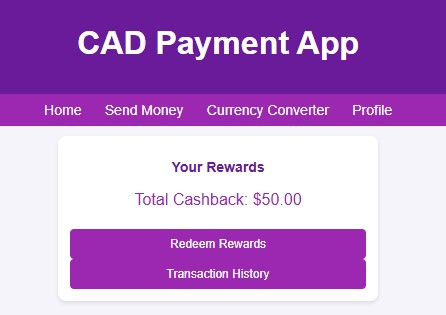 CAD Payment App
Home Send Money Currency Converter Profile
Your Rewards
Total Cashback: $50.00
Redeem Rewards
Transaction History